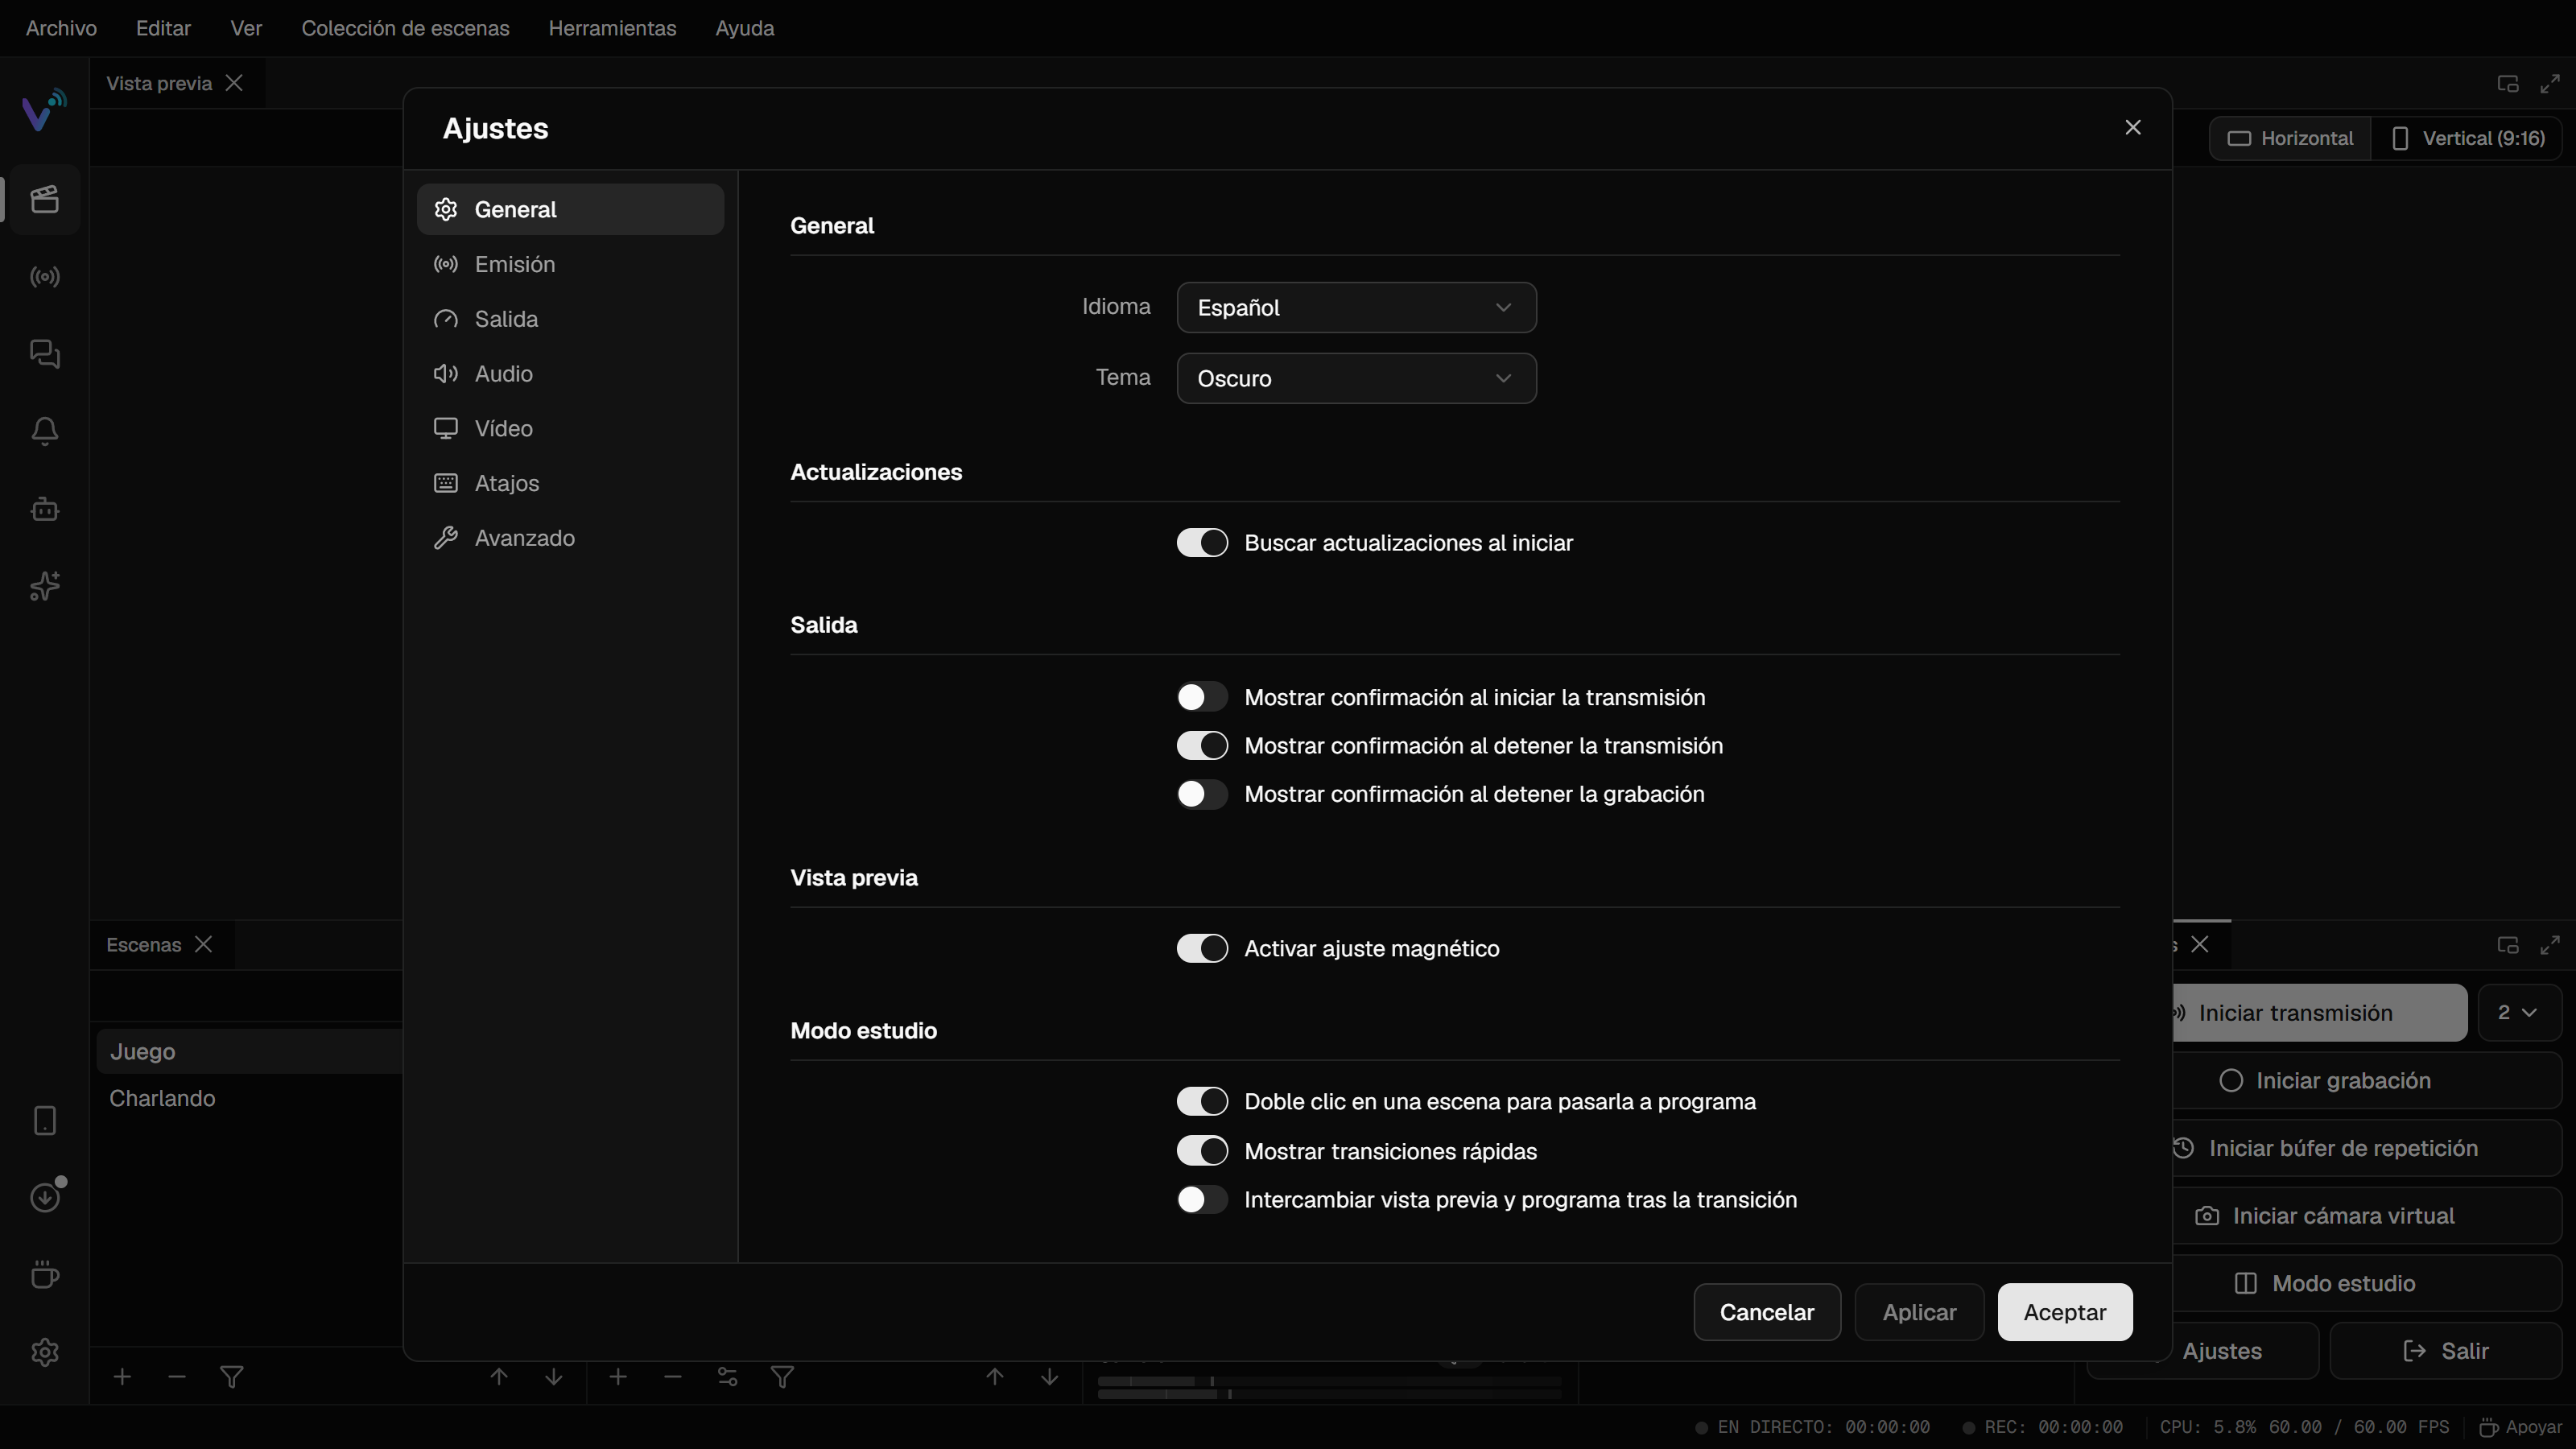 Archivo Editar Ver Colección de escenas Herramientas Ayuda
Vista previa
Horizontal Vertical (9:16)
Ajustes
General
Emisión
Salida
Audio
Vídeo
Atajos
Avanzado
General
Idioma Español
Tema Oscuro
Actualizaciones
Buscar actualizaciones al iniciar
Salida
Mostrar confirmación al iniciar la transmisión
Mostrar confirmación al detener la transmisión
Mostrar confirmación al detener la grabación
Vista previa
Activar ajuste magnético
Modo estudio
Doble clic en una escena para pasarla a programa
Mostrar transiciones rápidas
Intercambiar vista previa y programa tras la transición
Cancelar Aplicar Aceptar
Escenas
Juego
Charlando
Iniciar transmisión 2
Iniciar grabación
Iniciar búfer de repetición
Iniciar cámara virtual
Modo estudio
Ajustes Salir
EN DIRECTO: 00:00:00 REC: 00:00:00 CPU: 5.8% 60.00 / 60.00 FPS Apoyar